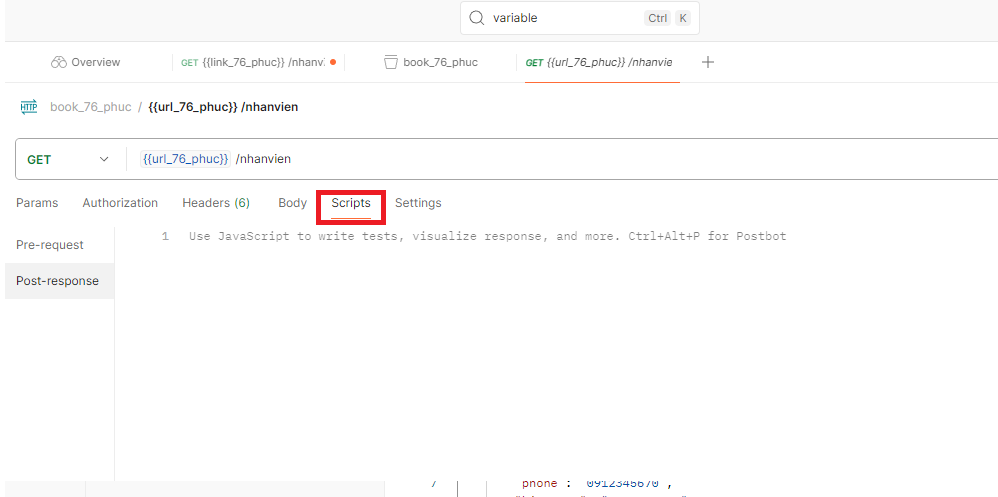 variable Ctrl K
Overview GET {{link_76_phuc}} /nhanvi book_76_phuc GET {{url_76_phuc}} /nhanvie
HTTP book_76_phuc / {{url_76_phuc}} /nhanvien
GET {{url_76_phuc}} /nhanvien
Params Authorization Headers (6) Body Scripts Settings
Pre-request
Post-response
1 Use JavaScript to write tests, visualize response, and more. Ctrl+Alt+P for Postbot
7 phone : 0912345670 ,